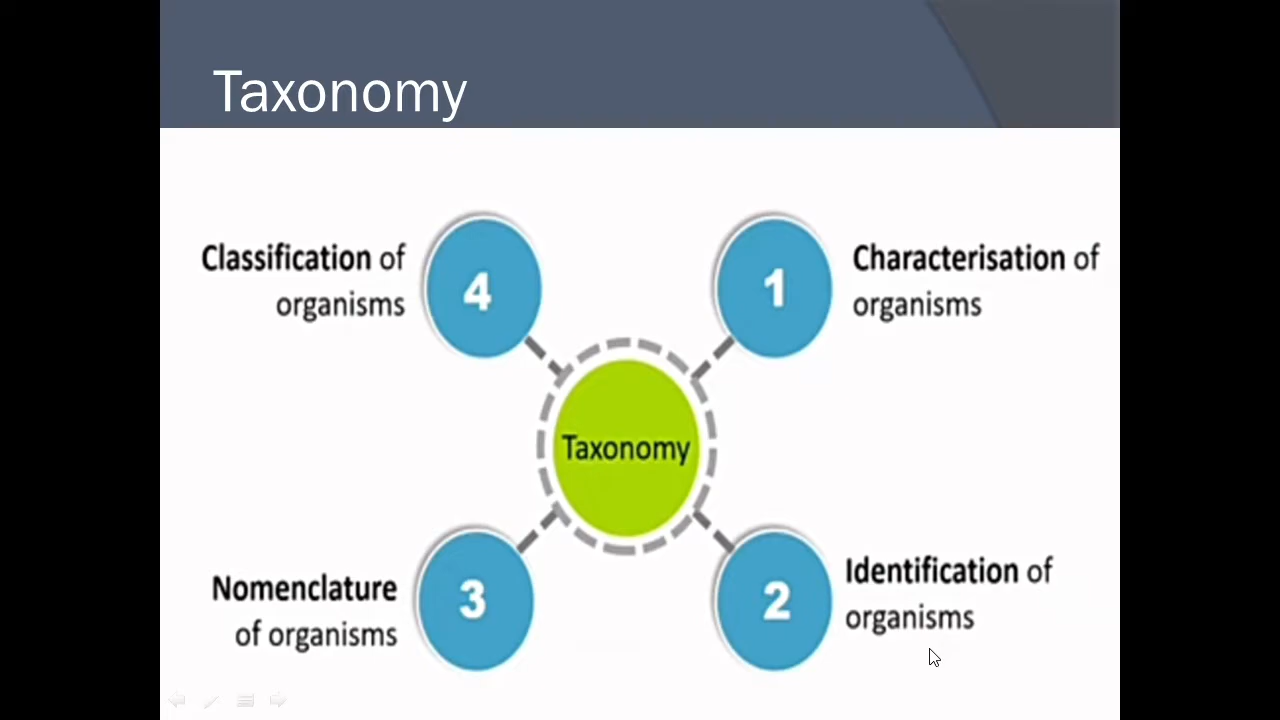 Taxonomy
Classification of
organisms
4
1
Characterisation of
organisms
Taxonomy
Nomenclature
of organisms
3
2
Identification of
organisms